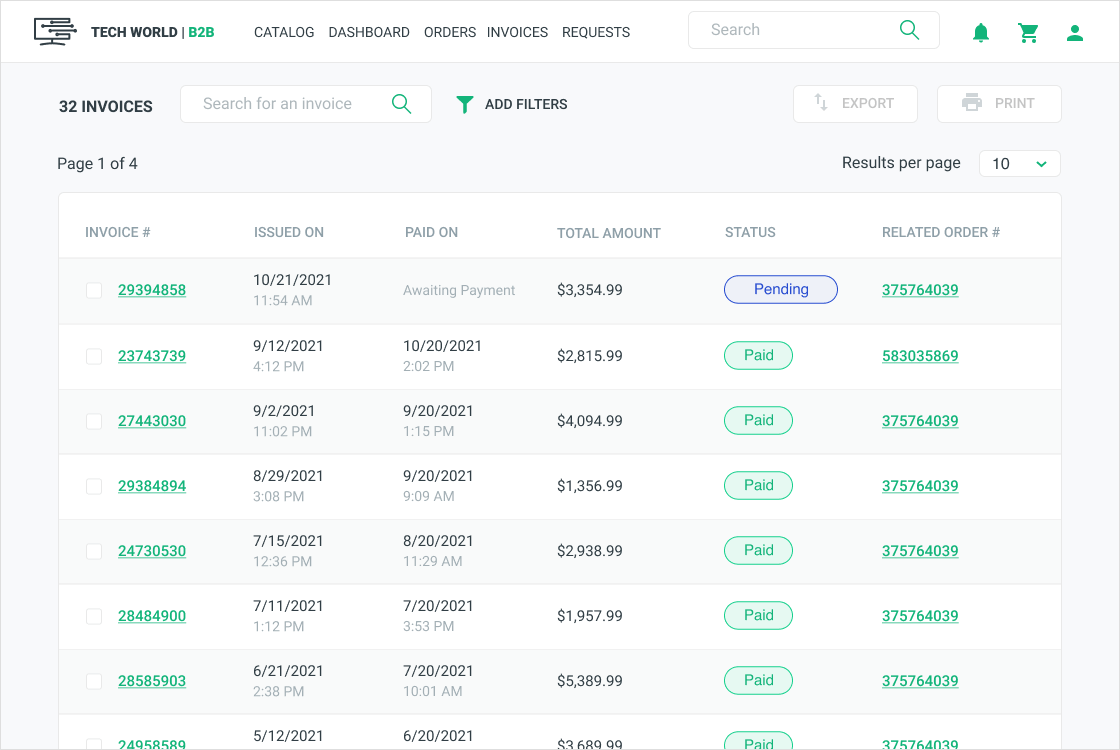 TECH WORLD | B2B CATALOG DASHBOARD ORDERS INVOICES REQUESTS Search
32 INVOICES Search for an invoice ADD FILTERS EXPORT PRINT
Page 1 of 4 Results per page 10
INVOICE # ISSUED ON PAID ON TOTAL AMOUNT STATUS RELATED ORDER #
29394858 10/21/2021 11:54 AM Awaiting Payment $3,354.99 Pending 375764039
23743739 9/12/2021 4:12 PM 10/20/2021 2:02 PM $2,815.99 Paid 583035869
27443030 9/2/2021 11:02 PM 9/20/2021 1:15 PM $4,094.99 Paid 375764039
29384894 8/29/2021 3:08 PM 9/20/2021 9:09 AM $1,356.99 Paid 375764039
24730530 7/15/2021 12:36 PM 8/20/2021 11:29 AM $2,938.99 Paid 375764039
28484900 7/11/2021 1:12 PM 7/20/2021 3:53 PM $1,957.99 Paid 375764039
28585903 6/21/2021 2:38 PM 7/20/2021 10:01 AM $5,389.99 Paid 375764039
24958589 5/12/2021 6/20/2021 $3,689.99 Paid 375764039